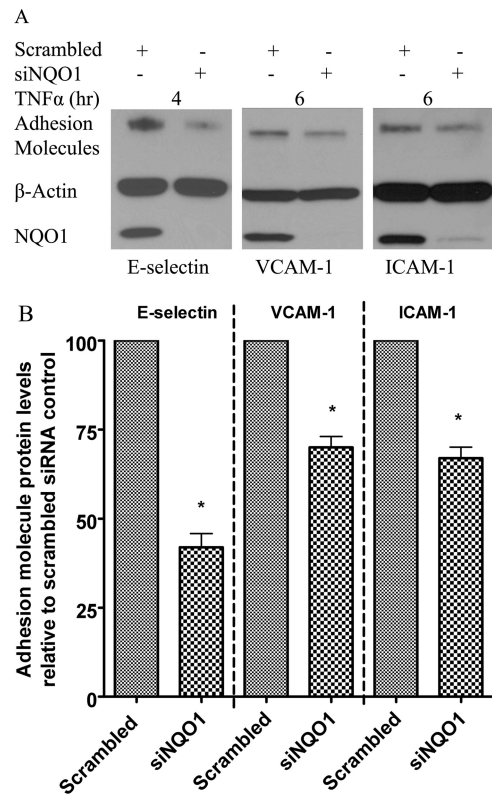 A
Scrambled + - + - + -
siNQO1 - + - + - +
TNFα (hr) 4 6 6
Adhesion
Molecules
β-Actin
NQO1
E-selectin VCAM-1 ICAM-1
B
E-selectin VCAM-1 ICAM-1
Adhesion molecule protein levels
relative to scrambled siRNA control
100
75
50
25
0
* * *
Scrambled siNQO1 Scrambled siNQO1 Scrambled siNQO1